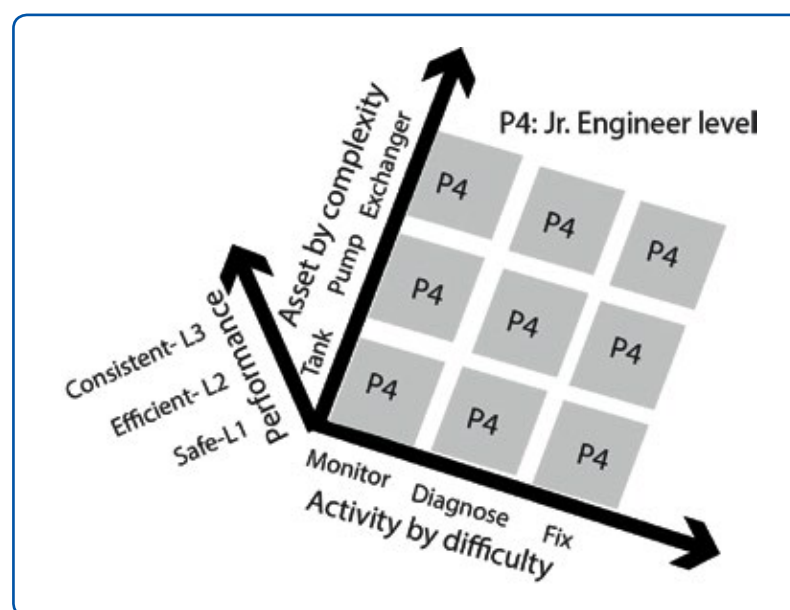 P4: Jr. Engineer level
Asset by complexity
Exchanger
Pump
Tank
P4
P4
P4
P4
P4
P4
P4
P4
P4
Performance
Consistent- L3
Efficient- L2
Safe-L1
Monitor
Diagnose
Fix
Activity by difficulty